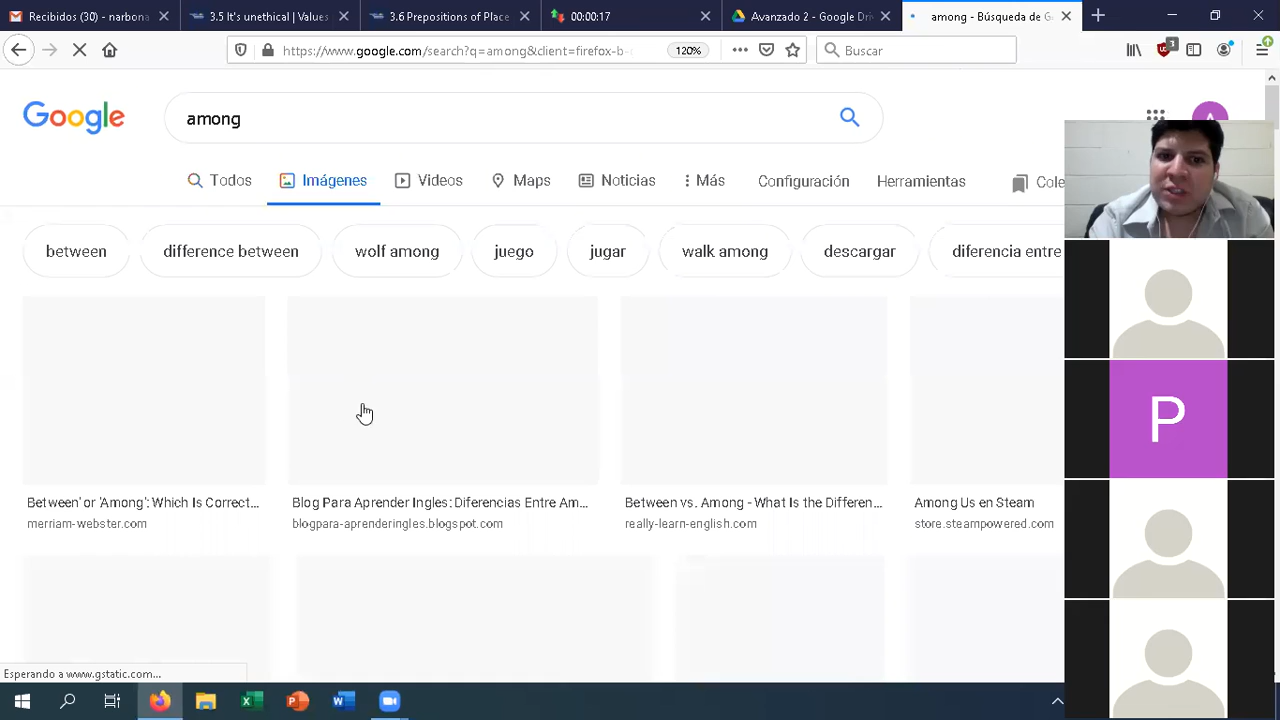 Recibidos (30) - narbona
3.5 It's unethical | Values
3.6 Prepositions of Place
00:00:17
Avanzado 2 - Google Dri
among - Búsqueda de G
https://www.google.com/search?q=among&client=firefox-b-
120%
Buscar
3
Google
among
Todos
Imágenes
Videos
Maps
Noticias
Más
Configuración
Herramientas
Cole
between
difference between
wolf among
juego
jugar
walk among
descargar
diferencia entre
P
Between' or 'Among': Which Is Correct...
Blog Para Aprender Ingles: Diferencias Entre Am...
Between vs. Among - What Is the Differen...
Among Us en Steam
merriam-webster.com
blogpara-aprenderingles.blogspot.com
really-learn-english.com
store.steampowered.com
Esperando a www.gstatic.com...